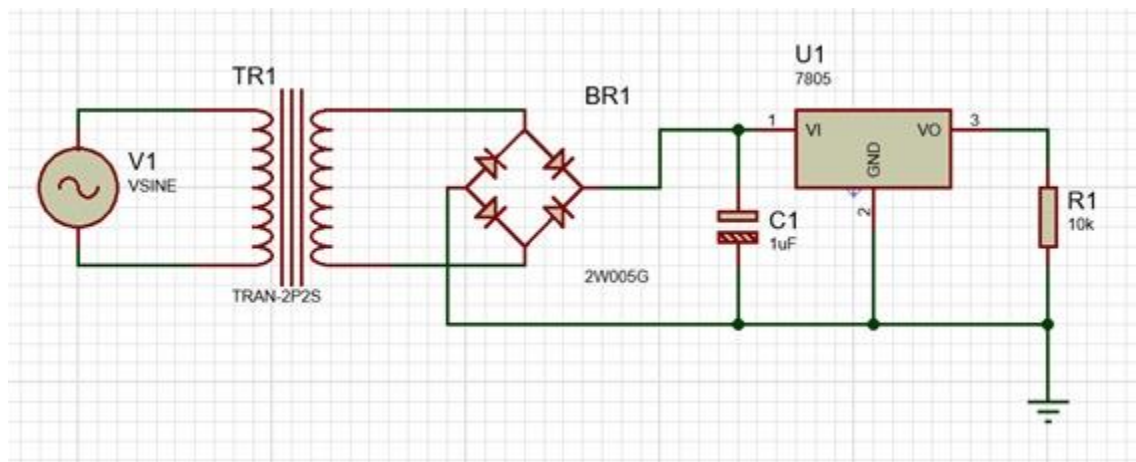 TR1
V1
VSINE
TRAN-2P2S
BR1
2W005G
U1
7805
1
VI
VO
3
GND
2
C1
1uF
R1
10k